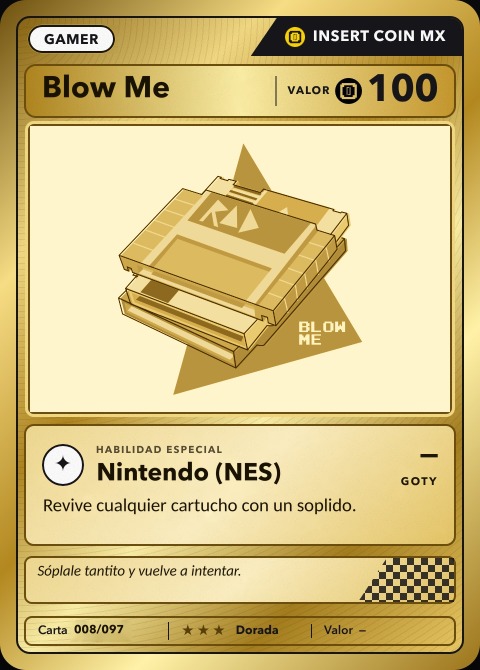 GAMER
INSERT COIN MX
Blow Me
VALOR 100
BLOW
ME
HABILIDAD ESPECIAL
Nintendo (NES)
–
GOTY
Revive cualquier cartucho con un soplido.
Sóplale tantito y vuelve a intentar.
Carta 008/097 ★★★ Dorada Valor –